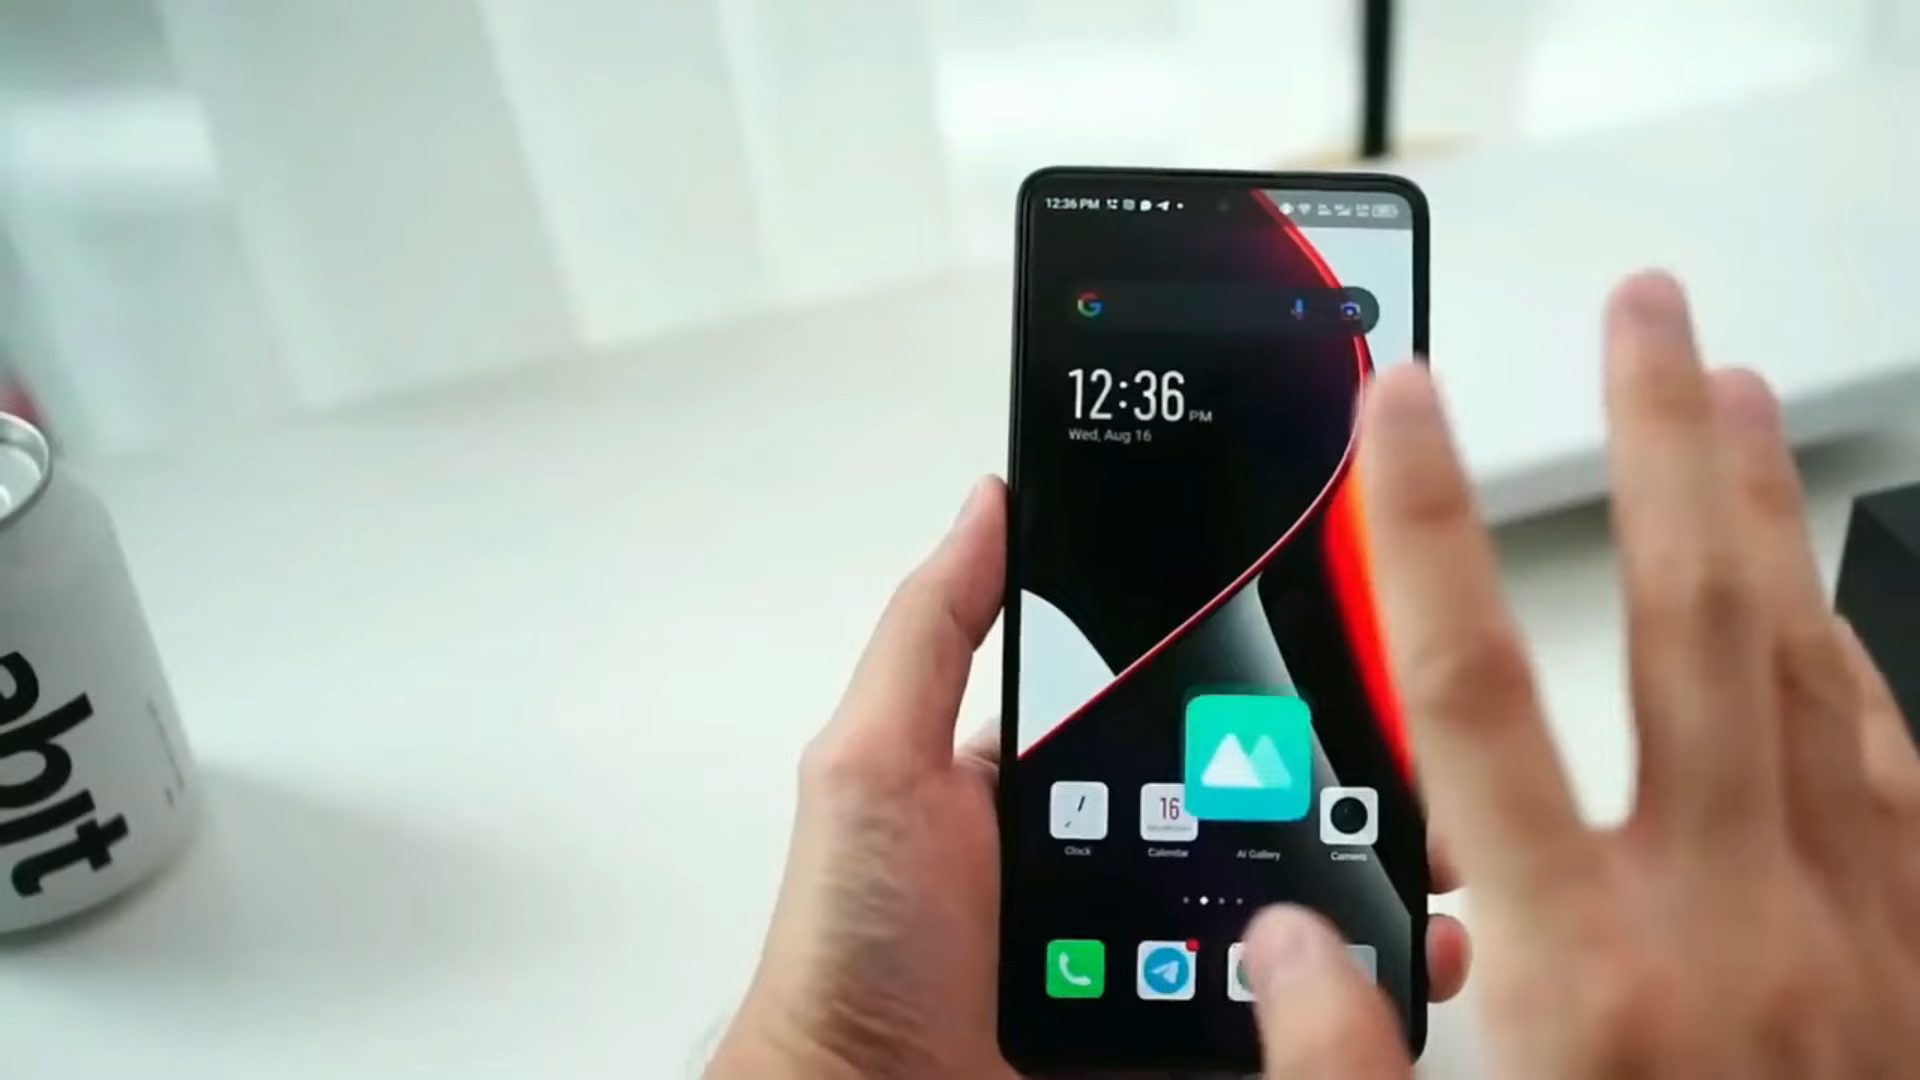 12:36 PM
G
12:36 PM
Wed, Aug 16
16
Clock
Calendar
AI Gallery
Camera
abit